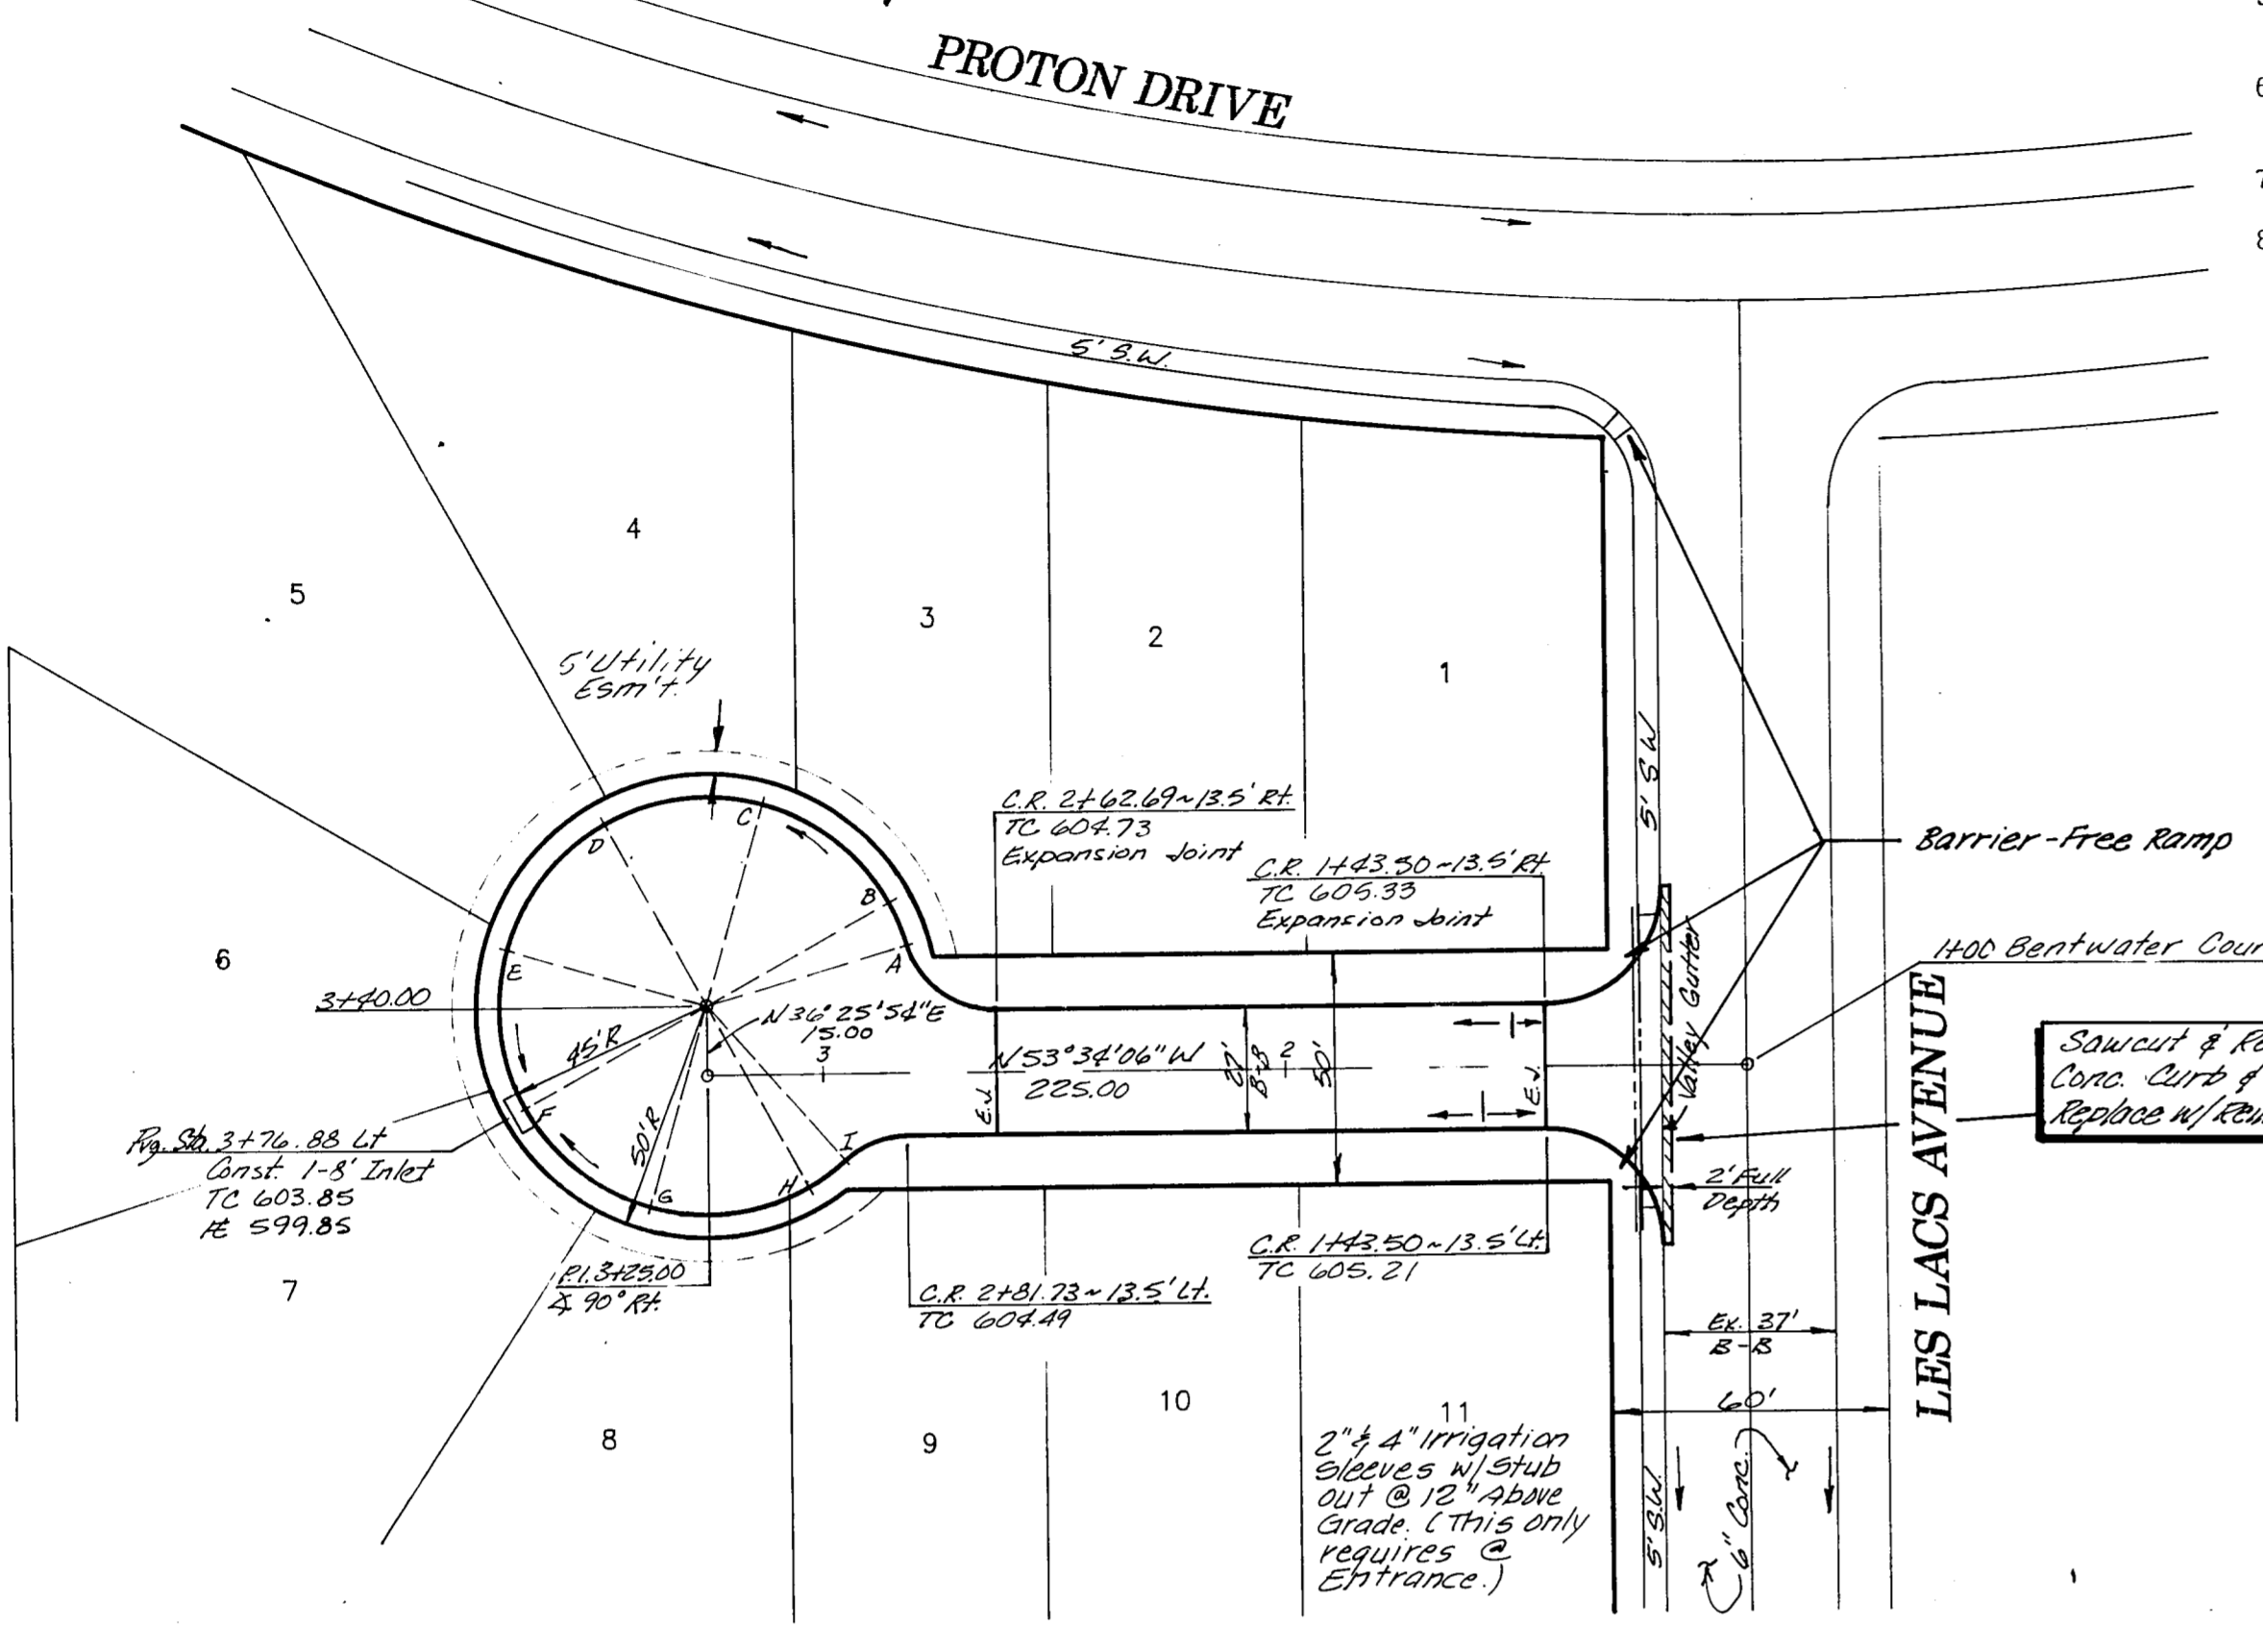 PROTON DRIVE
6
7
8
5' S.W.
4
5
3
2
1
5' Utility
Esm't.
5' S W
C.R. 2+62.69~13.5' Rt.
TC 604.73
Expansion Joint
C.R. 1+43.50~13.5' Rt.
TC 605.33
Expansion Joint
Barrier-Free Ramp
C
D
B
A
E
6
3+40.00
N 36° 25' 54" E
15.00
3
45'R
N 53° 34' 06" W
225.00
27'
B-B
2
50'
E.J.
E.J.
1
1
Valley Gutter
1+00 Bentwater Cour
LES LACS AVENUE
Sawcut &
Conc. Curb &
Replace w/
F
I
H
G
50'R
Pvg. Sta. 3+76.88 Lt
Const. 1-8' Inlet
TC 603.85
FL 599.85
7
P.I. 3+25.00
∡ 90° Rt.
2' Full
Depth
C.R. 1+43.50~13.5' Lt.
TC 605.21
C.R. 2+81.73~13.5' Lt.
TC 604.49
Ex. 37'
B-B
60'
8
9
10
11
2" & 4" Irrigation
Sleeves w/ Stub
out @ 12" Above
Grade. (This only
requires @
Entrance.)
5' S.W.
6" Conc.